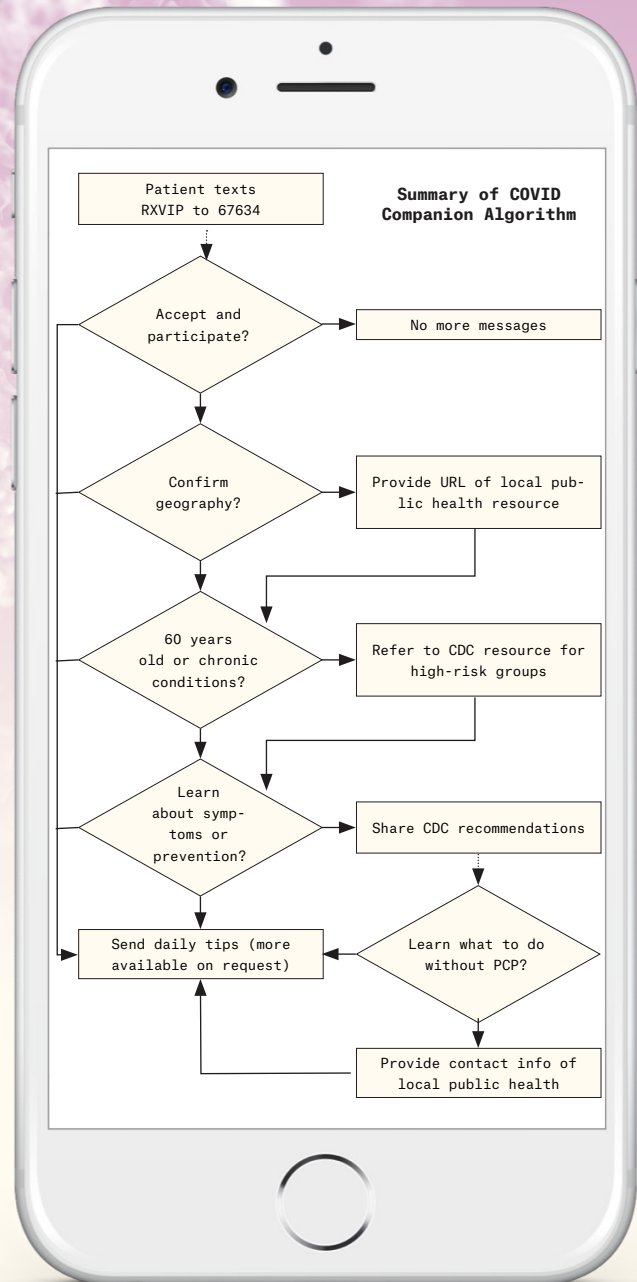 Patient texts
RXVIP to 67634
Summary of COVID
Companion Algorithm
Accept and
participate?
No more messages
Confirm
geography?
Provide URL of local pub-
lic health resource
60 years
old or chronic
conditions?
Refer to CDC resource for
high-risk groups
Learn
about symp-
toms or
prevention?
Share CDC recommendations
Send daily tips (more
available on request)
Learn what to do
without PCP?
Provide contact info of
local public health